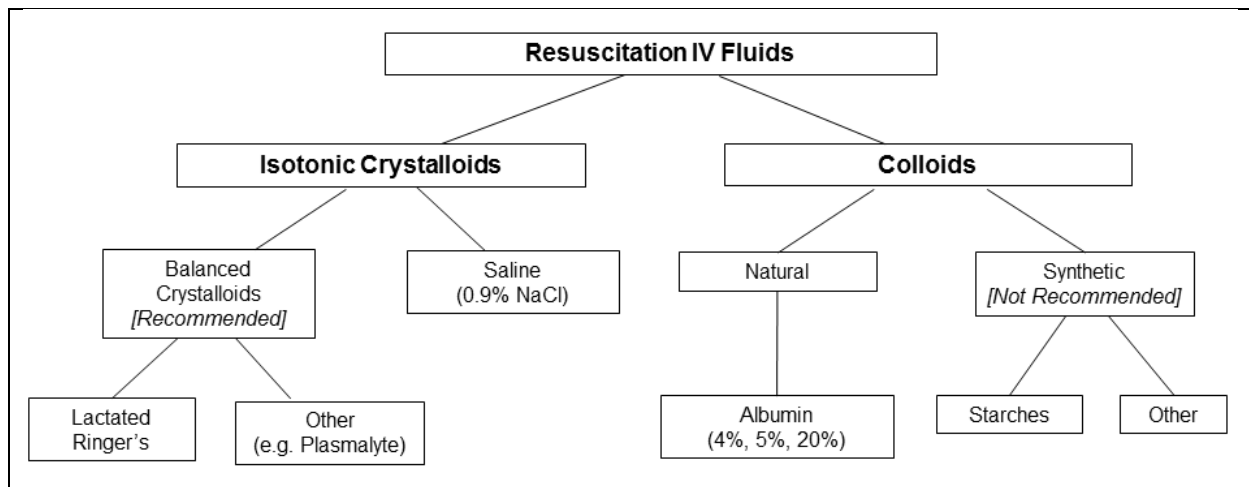 Resuscitation IV Fluids
Isotonic Crystalloids
Colloids
Balanced
Crystalloids
[Recommended]
Saline
(0.9% NaCl)
Natural
Synthetic
[Not Recommended]
Lactated
Ringer's
Other
(e.g. Plasmalyte)
Albumin
(4%, 5%, 20%)
Starches
Other